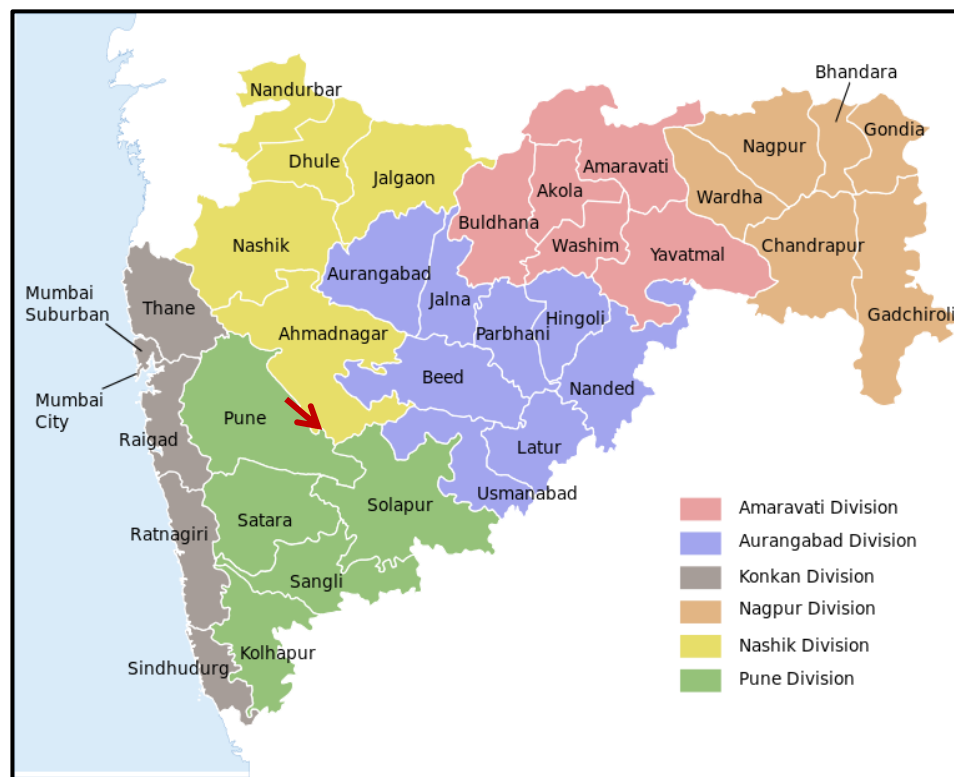 Bhandara
Nandurbar
Gondia
Nagpur
Dhule
Amaravati
Jalgaon
Akola
Wardha
Buldhana
Nashik
Washim
Yavatmal
Chandrapur
Aurangabad
Mumbai
Suburban
Thane
Jalna
Hingoli
Gadchiroli
Ahmadnagar
Parbhani
Beed
Nanded
Mumbai
City
Pune
Raigad
Latur
Usmanabad
Solapur
Satara
Ratnagiri
Sangli
Kolhapur
Sindhudurg
Amaravati Division
Aurangabad Division
Konkan Division
Nagpur Division
Nashik Division
Pune Division